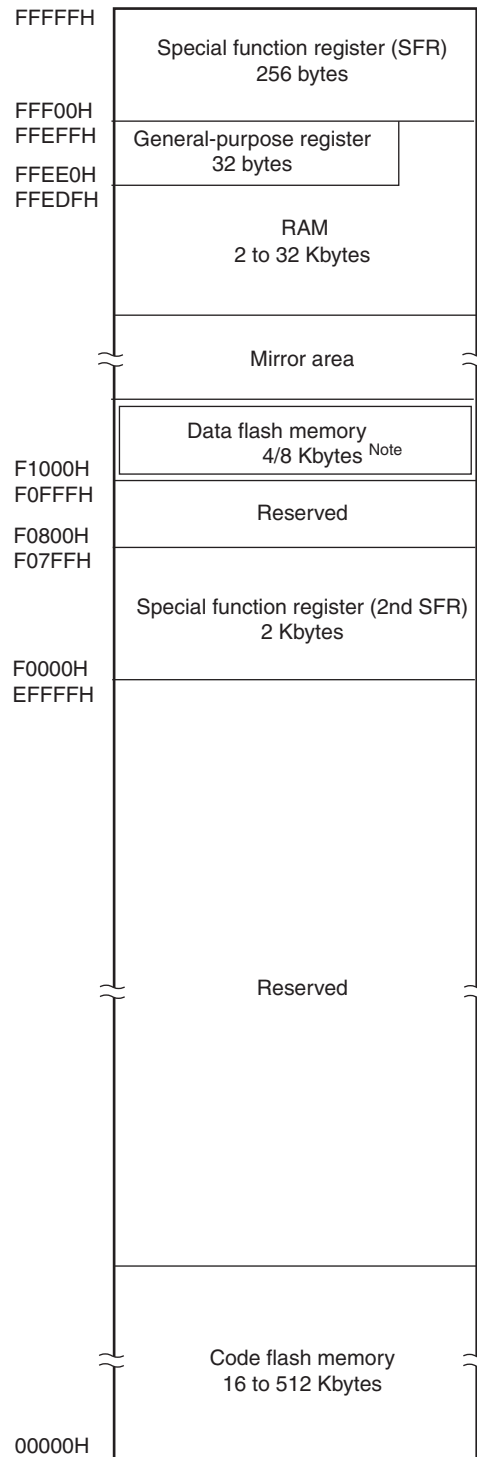 FFFFFH
Special function register (SFR)
256 bytes
FFF00H
FFEFFH
General-purpose register
32 bytes
FFEE0H
FFEDFH
RAM
2 to 32 Kbytes
Mirror area
Data flash memory
4/8 Kbytes Note
F1000H
F0FFFH
Reserved
F0800H
F07FFH
Special function register (2nd SFR)
2 Kbytes
F0000H
EFFFFH
Reserved
Code flash memory
16 to 512 Kbytes
00000H